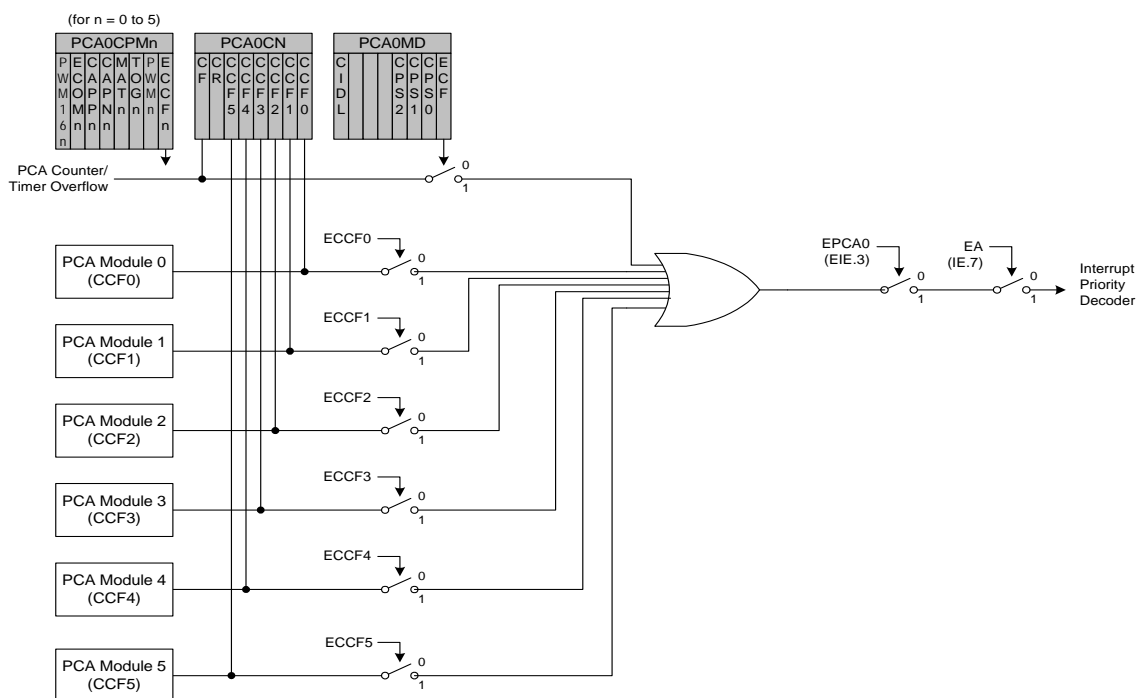 (for n = 0 to 5)
PCA0CPMn
PCA0CN
PCA0MD
PWM16n
ECOMn
CAPPn
CAPNn
MATn
TOGn
PWMn
ECCFn
CF
CR
CCF5
CCF4
CCF3
CCF2
CCF1
CCF0
CIDL
CPS2
CPS1
CPS0
ECF
PCA Counter/
Timer Overflow
0
1
PCA Module 0
(CCF0)
ECCF0
0
1
EPCA0
(EIE.3)
0
1
EA
(IE.7)
0
1
Interrupt
Priority
Decoder
PCA Module 1
(CCF1)
ECCF1
0
1
PCA Module 2
(CCF2)
ECCF2
0
1
PCA Module 3
(CCF3)
ECCF3
0
1
PCA Module 4
(CCF4)
ECCF4
0
1
PCA Module 5
(CCF5)
ECCF5
0
1